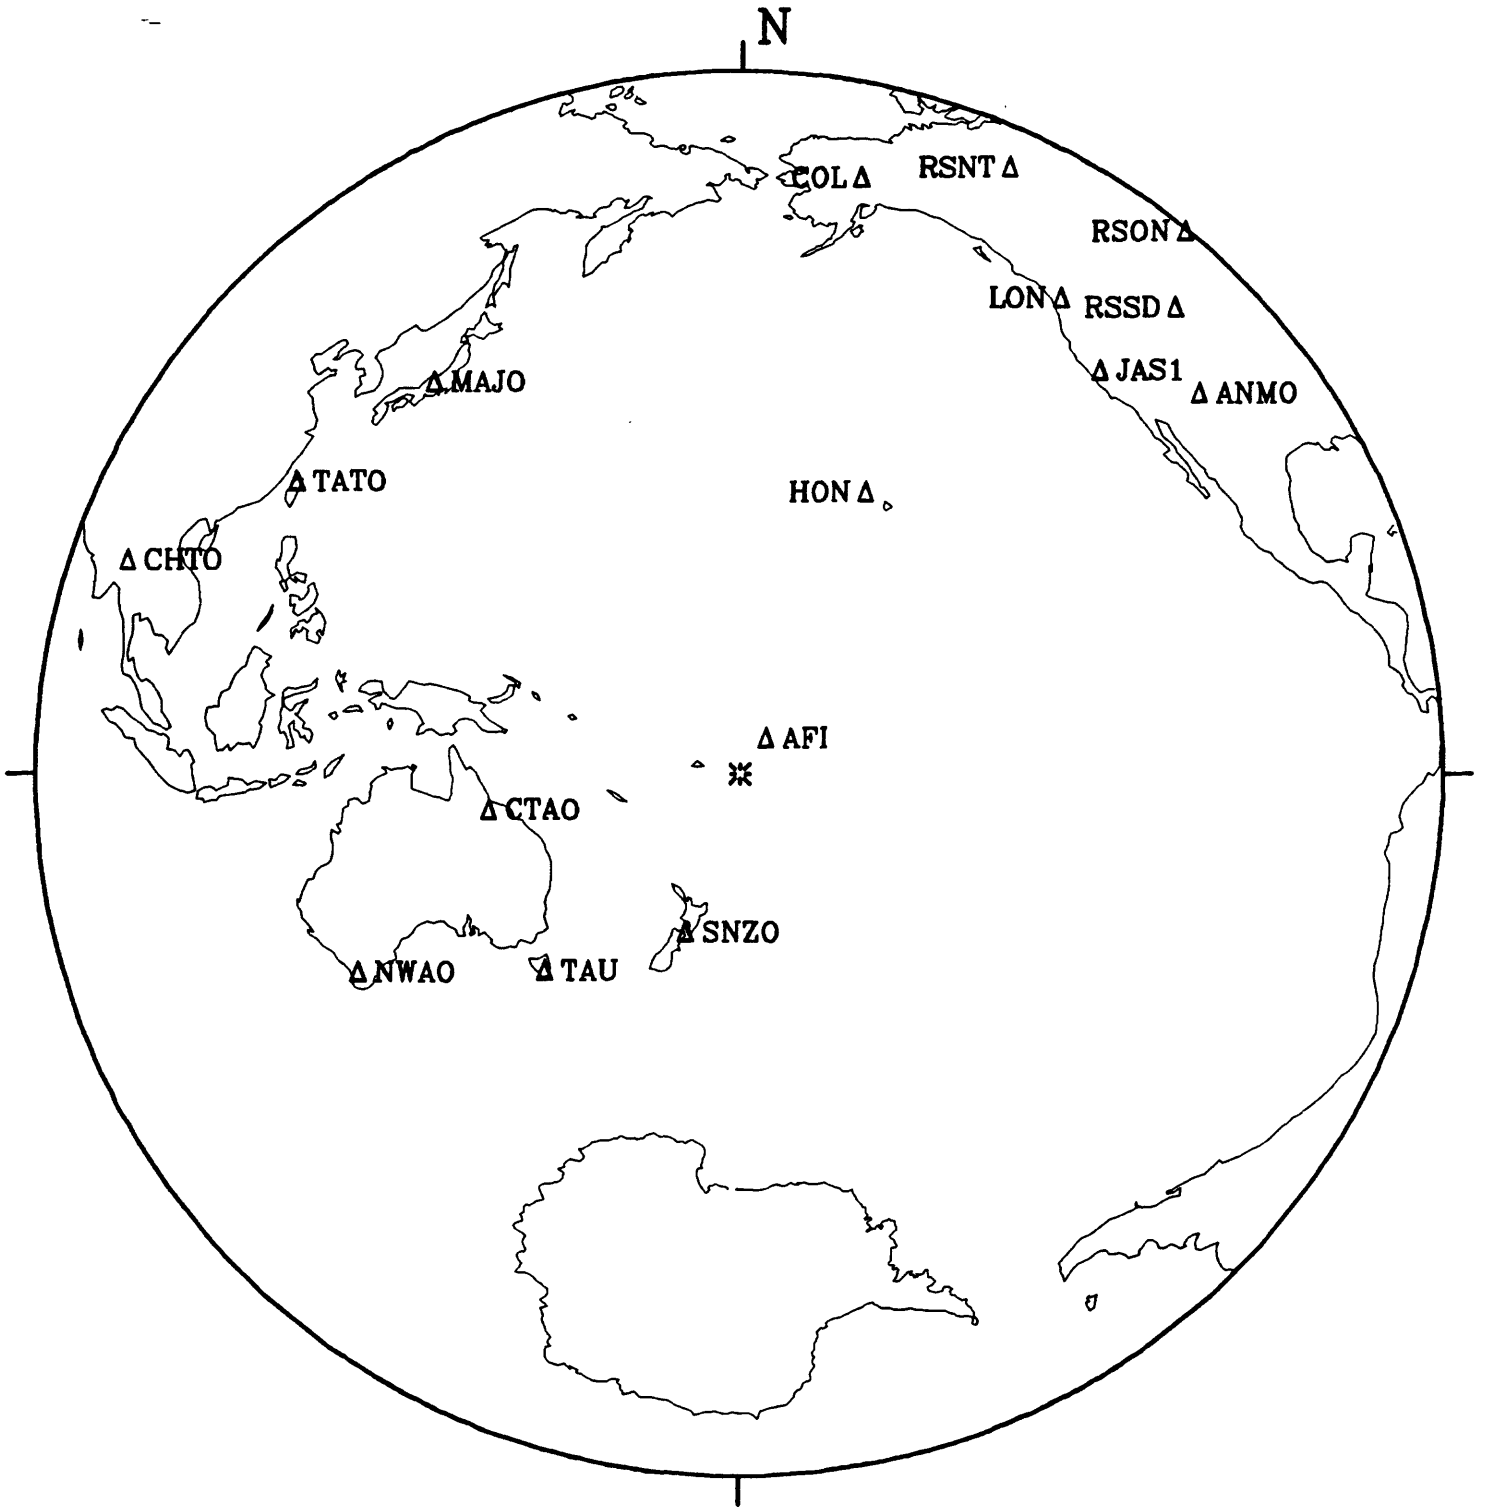 N
COL
RSNT
RSON
LON
RSSD
JAS1
MAJO
ANMO
TATO
HON
CHTO
AFI
CTAO
SNZO
NWAO
TAU